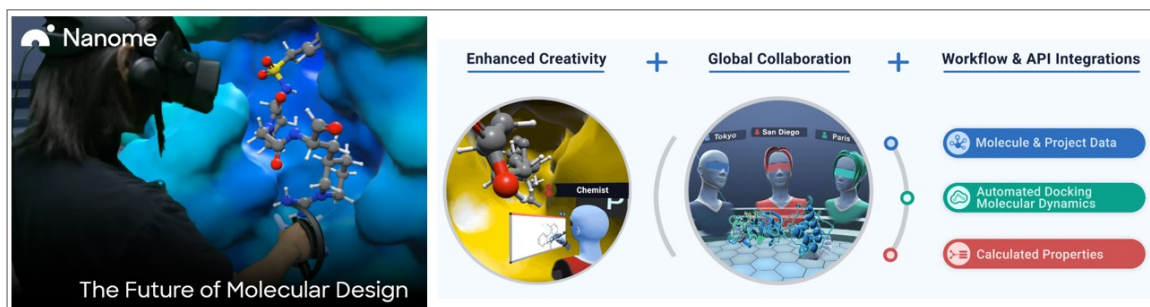 Nanome
The Future of Molecular Design
Enhanced Creativity
+
Global Collaboration
+
Workflow & API Integrations
Chemist
Tokyo
San Diego
Paris
Molecule & Project Data
Automated Docking
Molecular Dynamics
Calculated Properties